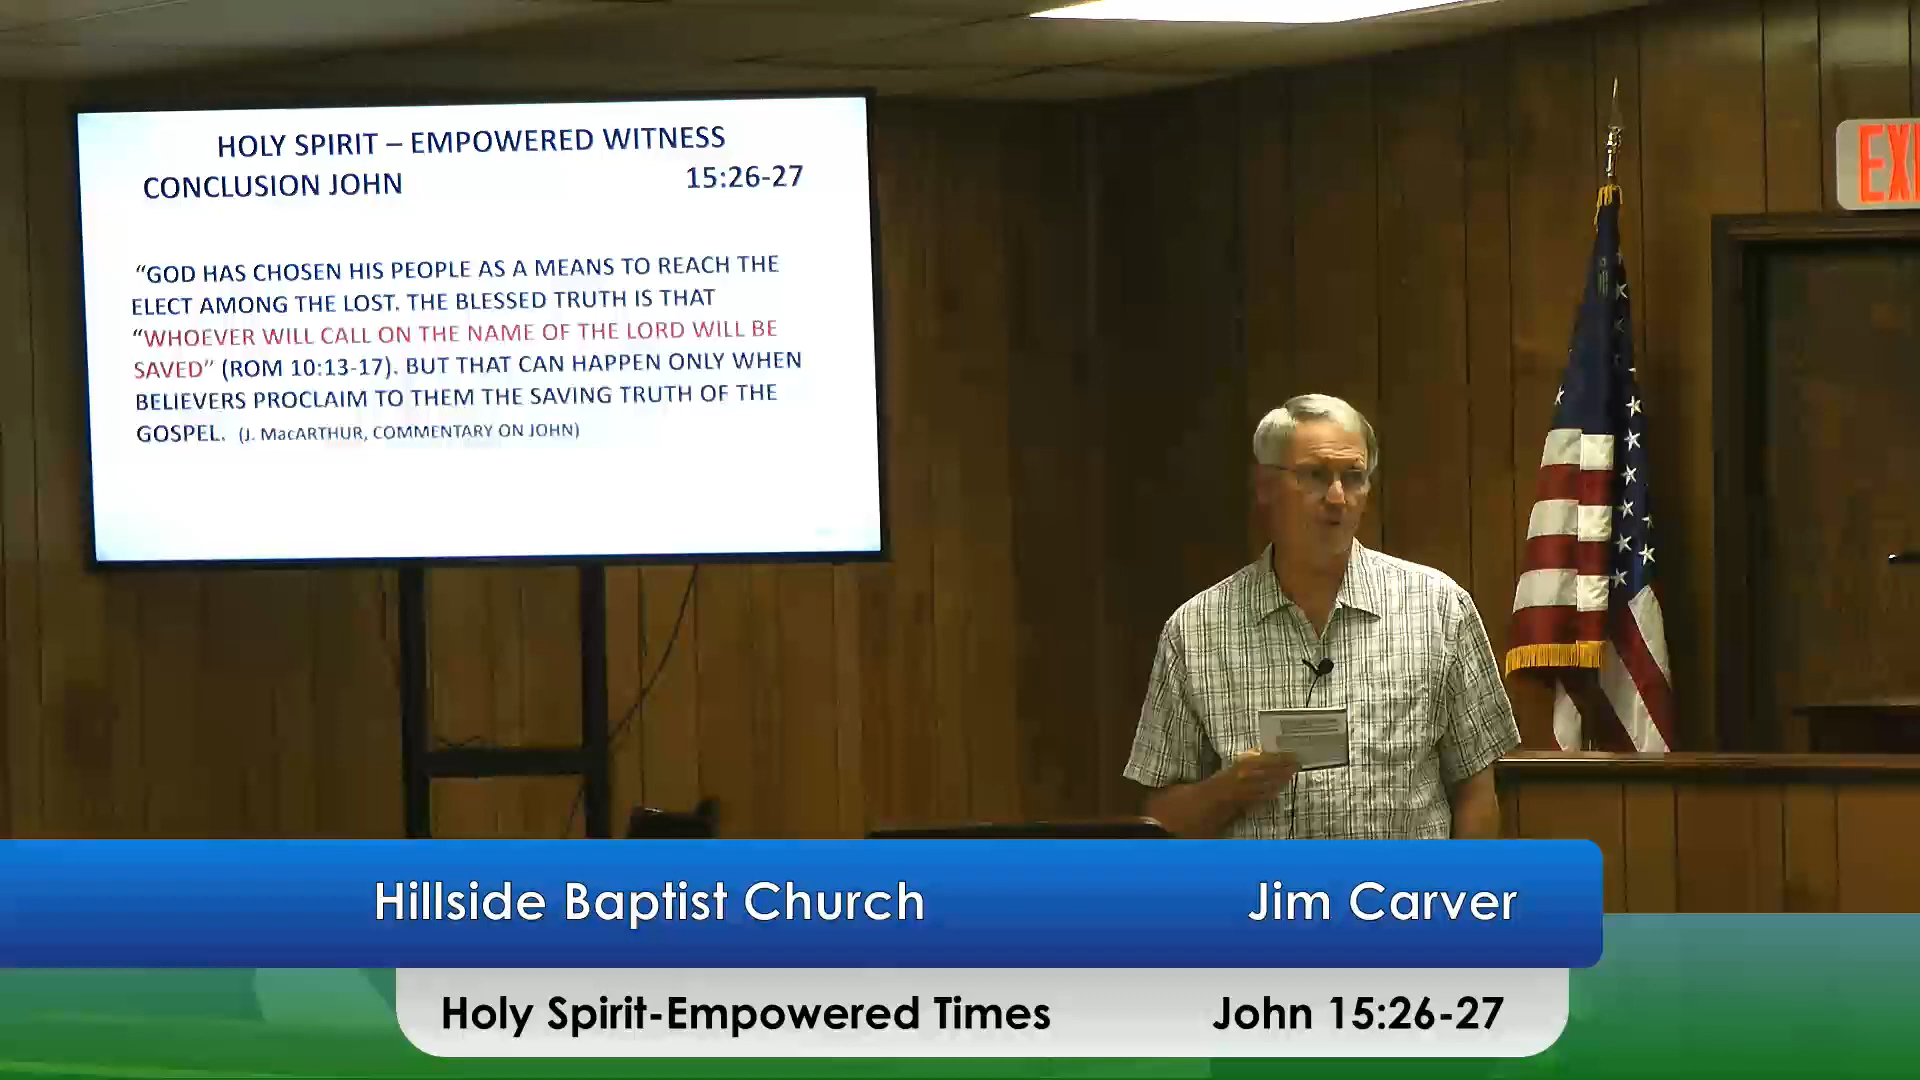 HOLY SPIRIT – EMPOWERED WITNESS
CONCLUSION JOHN 15:26-27
“GOD HAS CHOSEN HIS PEOPLE AS A MEANS TO REACH THE
ELECT AMONG THE LOST. THE BLESSED TRUTH IS THAT
“WHOEVER WILL CALL ON THE NAME OF THE LORD WILL BE
SAVED” (ROM 10:13-17). BUT THAT CAN HAPPEN ONLY WHEN
BELIEVERS PROCLAIM TO THEM THE SAVING TRUTH OF THE
GOSPEL. (J. MacARTHUR, COMMENTARY ON JOHN)
EX
Hillside Baptist Church Jim Carver
Holy Spirit-Empowered Times John 15:26-27